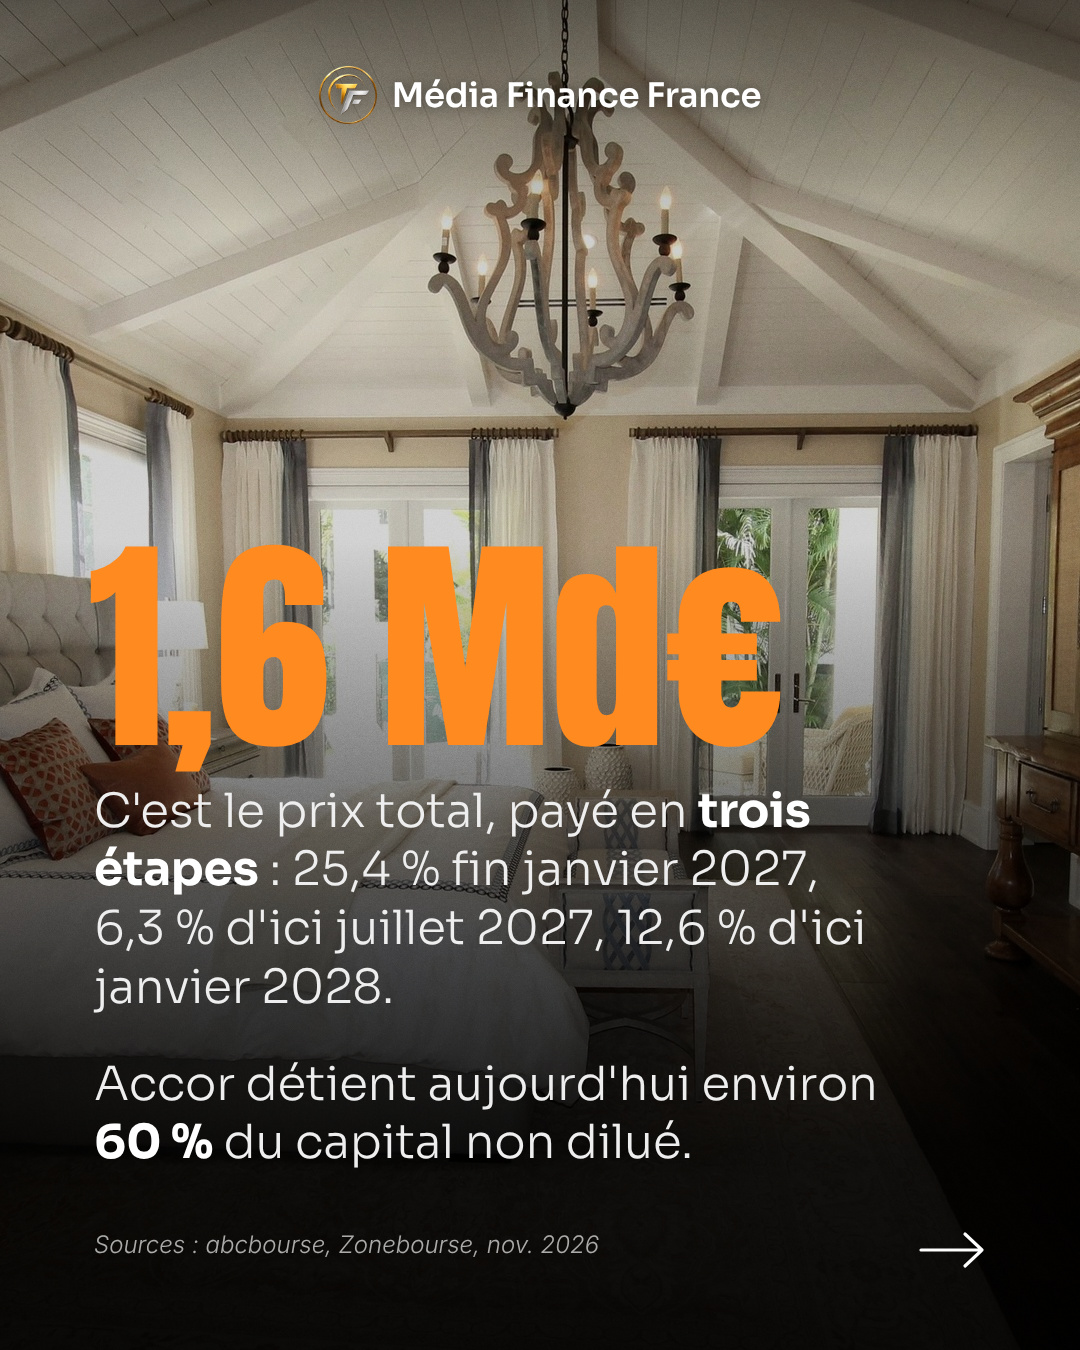 TF
Média Finance France
1,6 Md€
C'est le prix total, payé en trois
étapes : 25,4 % fin janvier 2027,
6,3 % d'ici juillet 2027, 12,6 % d'ici
janvier 2028.
Accor détient aujourd'hui environ
60 % du capital non dilué.
Sources : abcbourse, Zonebourse, nov. 2026